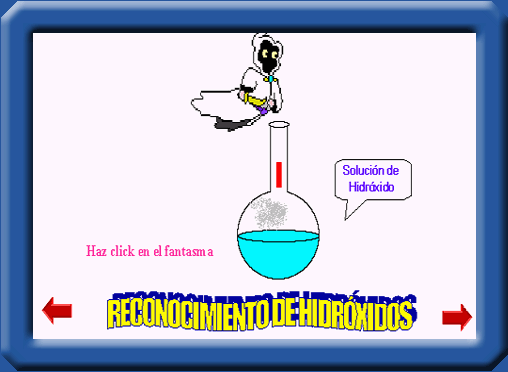 Solución de
Hidróxido
Haz click en el fantasma
RECONOCIMIENTO DE HIDRÓXIDOS